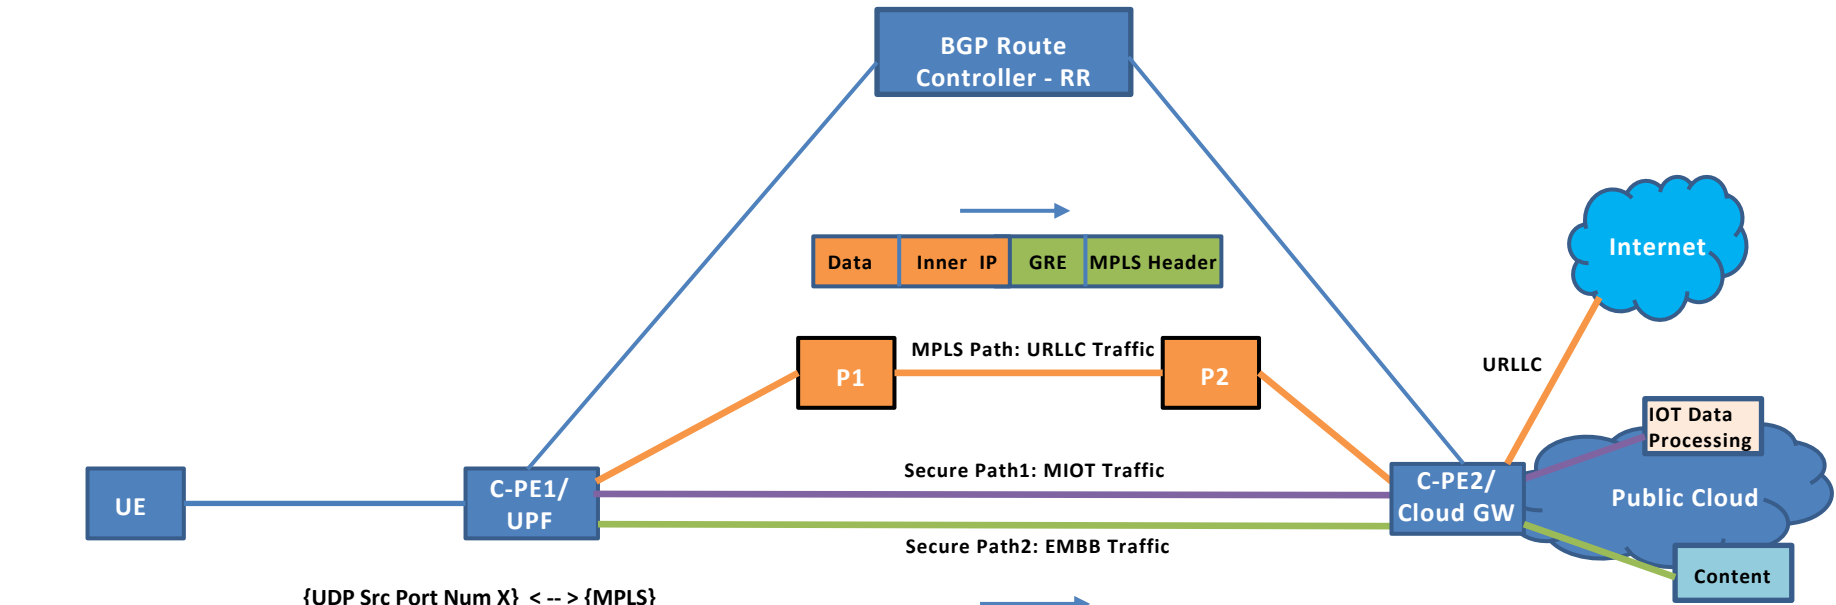 BGP Route
Controller - RR
Data Inner IP GRE MPLS Header
Internet
MPLS Path: URLLC Traffic
P1
P2
URLLC
IOT Data
Processing
Secure Path1: MIOT Traffic
UE
C-PE1/
UPF
C-PE2/
Cloud GW
Public Cloud
Secure Path2: EMBB Traffic
Content
{UDP Src Port Num X} < -- > {MPLS}